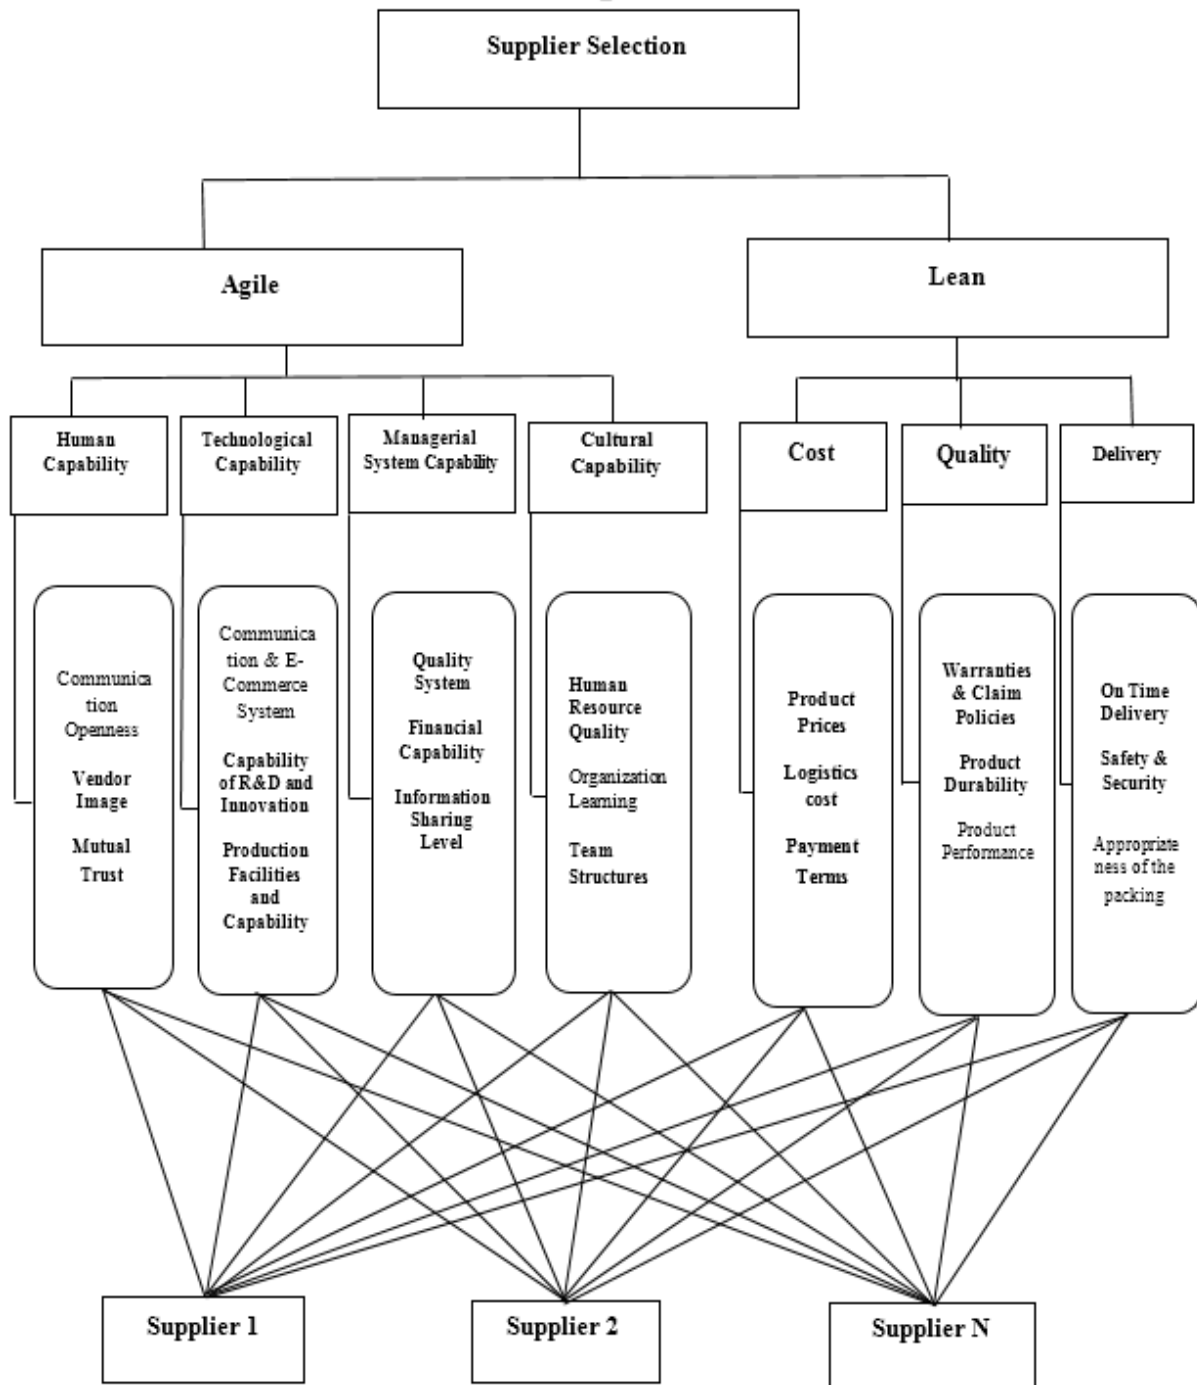 Supplier Selection
Agile
Lean
Human
Capability
Technological
Capability
Managerial
System Capability
Cultural
Capability
Cost
Quality
Delivery
Communica
tion
Openness
Vendor
Image
Mutual
Trust
Communica
tion & E-
Commerce
System
Capability
of R&D and
Innovation
Production
Facilities
and
Capability
Quality
System
Financial
Capability
Information
Sharing
Level
Human
Resource
Quality
Organization
Learning
Team
Structures
Product
Prices
Logistics
cost
Payment
Terms
Warranties
& Claim
Policies
Product
Durability
Product
Performance
On Time
Delivery
Safety &
Security
Appropriate
ness of the
packing
Supplier 1
Supplier 2
Supplier N